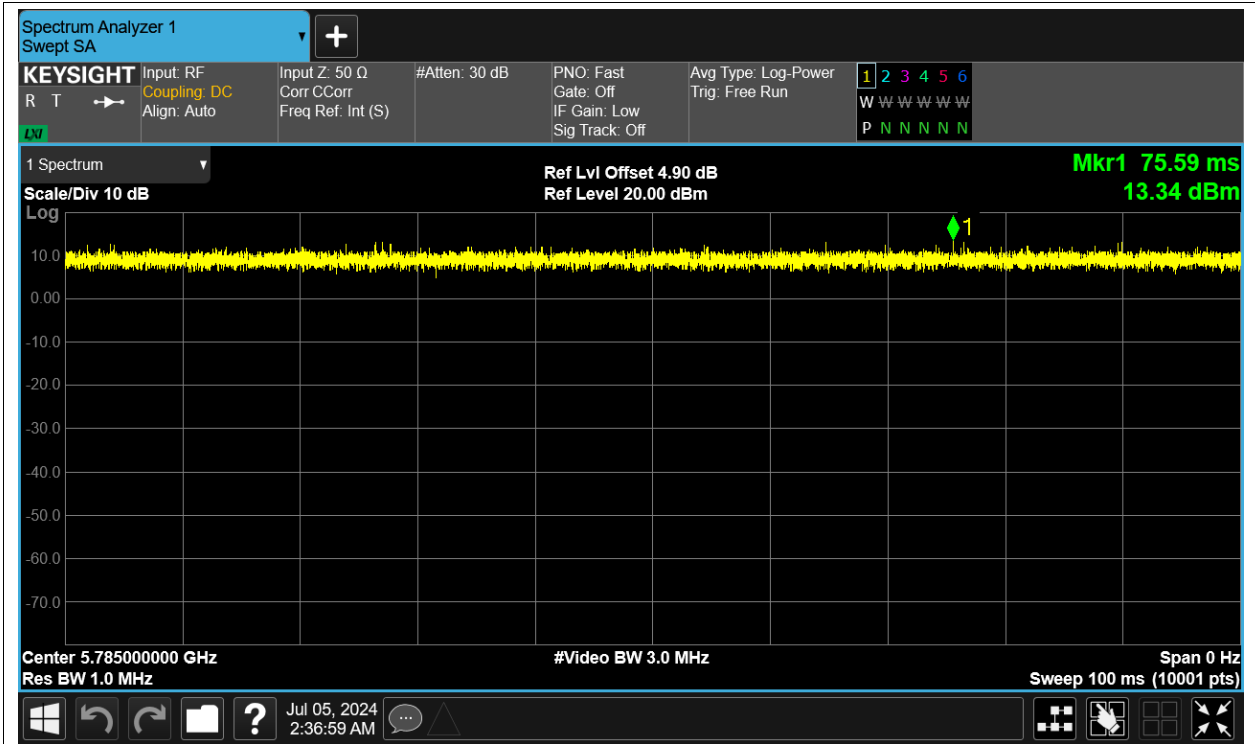 Spectrum Analyzer 1
Swept SA
KEYSIGHT
R T
LXI
Input: RF
Coupling: DC
Align: Auto
Input Z: 50 Ω
Corr CCorr
Freq Ref: Int (S)
#Atten: 30 dB
PNO: Fast
Gate: Off
IF Gain: Low
Sig Track: Off
Avg Type: Log-Power
Trig: Free Run
1 2 3 4 5 6
W W W W W W
P N N N N N
1 Spectrum
Scale/Div 10 dB
Log
Ref Lvl Offset 4.90 dB
Ref Level 20.00 dBm
Mkr1 75.59 ms
13.34 dBm
1
10.0
0.00
-10.0
-20.0
-30.0
-40.0
-50.0
-60.0
-70.0
Center 5.785000000 GHz
Res BW 1.0 MHz
#Video BW 3.0 MHz
Span 0 Hz
Sweep 100 ms (10001 pts)
?
Jul 05, 2024
2:36:59 AM